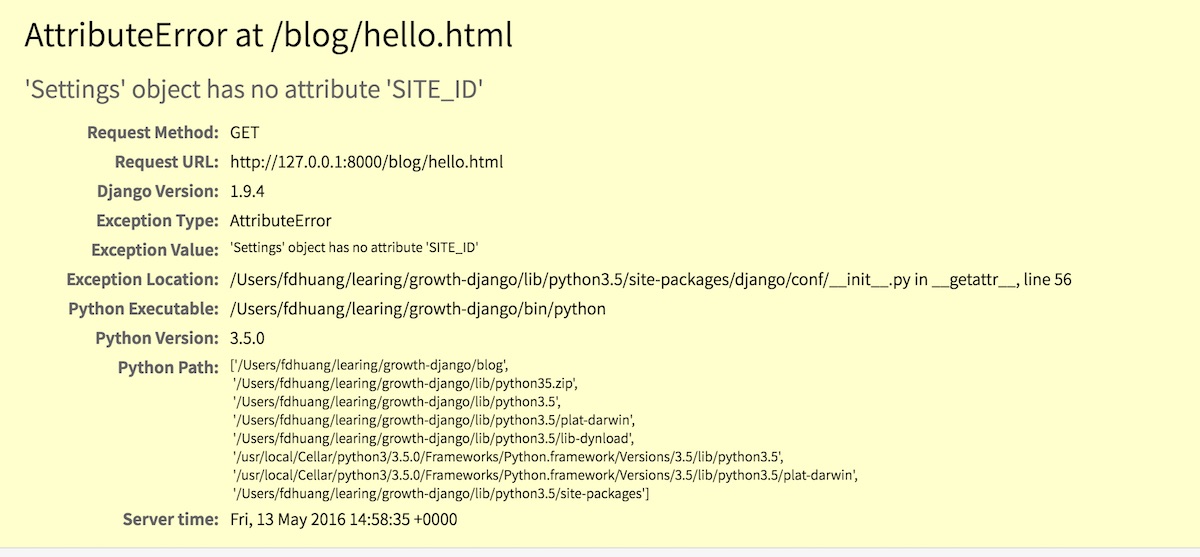 AttributeError at /blog/hello.html
'Settings' object has no attribute 'SITE_ID'
Request Method: GET
Request URL: http://127.0.0.1:8000/blog/hello.html
Django Version: 1.9.4
Exception Type: AttributeError
Exception Value: 'Settings' object has no attribute 'SITE_ID'
Exception Location: /Users/fdhuang/learing/growth-django/lib/python3.5/site-packages/django/conf/__init__.py in __getattr__, line 56
Python Executable: /Users/fdhuang/learing/growth-django/bin/python
Python Version: 3.5.0
Python Path: ['/Users/fdhuang/learing/growth-django/blog',
'/Users/fdhuang/learing/growth-django/lib/python35.zip',
'/Users/fdhuang/learing/growth-django/lib/python3.5',
'/Users/fdhuang/learing/growth-django/lib/python3.5/plat-darwin',
'/Users/fdhuang/learing/growth-django/lib/python3.5/lib-dynload',
'/usr/local/Cellar/python3/3.5.0/Frameworks/Python.framework/Versions/3.5/lib/python3.5',
'/usr/local/Cellar/python3/3.5.0/Frameworks/Python.framework/Versions/3.5/lib/python3.5/plat-darwin',
'/Users/fdhuang/learing/growth-django/lib/python3.5/site-packages']
Server time: Fri, 13 May 2016 14:58:35 +0000